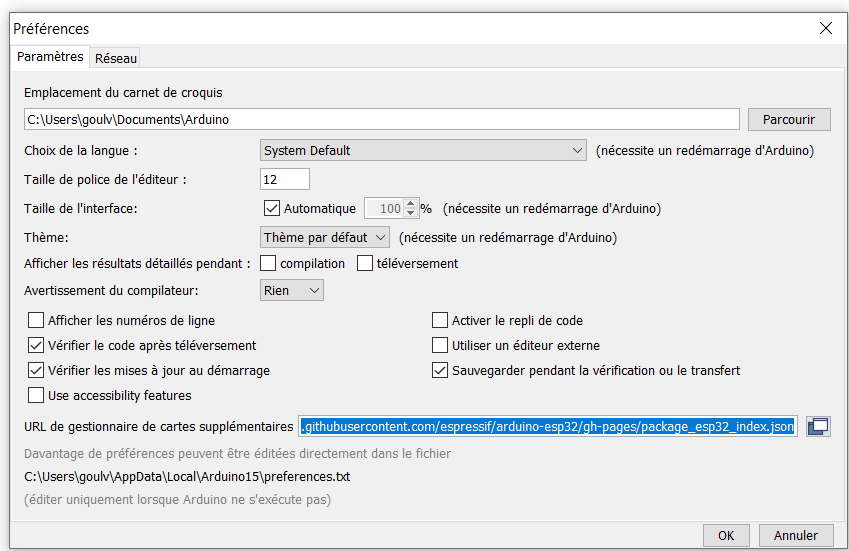 Préférences
Paramètres Réseau
Emplacement du carnet de croquis
C:\Users\goulv\Documents\Arduino Parcourir
Choix de la langue : System Default (nécessite un redémarrage d'Arduino)
Taille de police de l'éditeur : 12
Taille de l'interface: Automatique 100 % (nécessite un redémarrage d'Arduino)
Thème: Thème par défaut (nécessite un redémarrage d'Arduino)
Afficher les résultats détaillés pendant : compilation téléversement
Avertissement du compilateur: Rien
Afficher les numéros de ligne Activer le repli de code
Vérifier le code après téléversement Utiliser un éditeur externe
Vérifier les mises à jour au démarrage Sauvegarder pendant la vérification ou le transfert
Use accessibility features
URL de gestionnaire de cartes supplémentaires .githubusercontent.com/espressif/arduino-esp32/gh-pages/package_esp32_index.json
Davantage de préférences peuvent être éditées directement dans le fichier
C:\Users\goulv\AppData\Local\Arduino15\preferences.txt
(éditer uniquement lorsque Arduino ne s'exécute pas)
OK Annuler